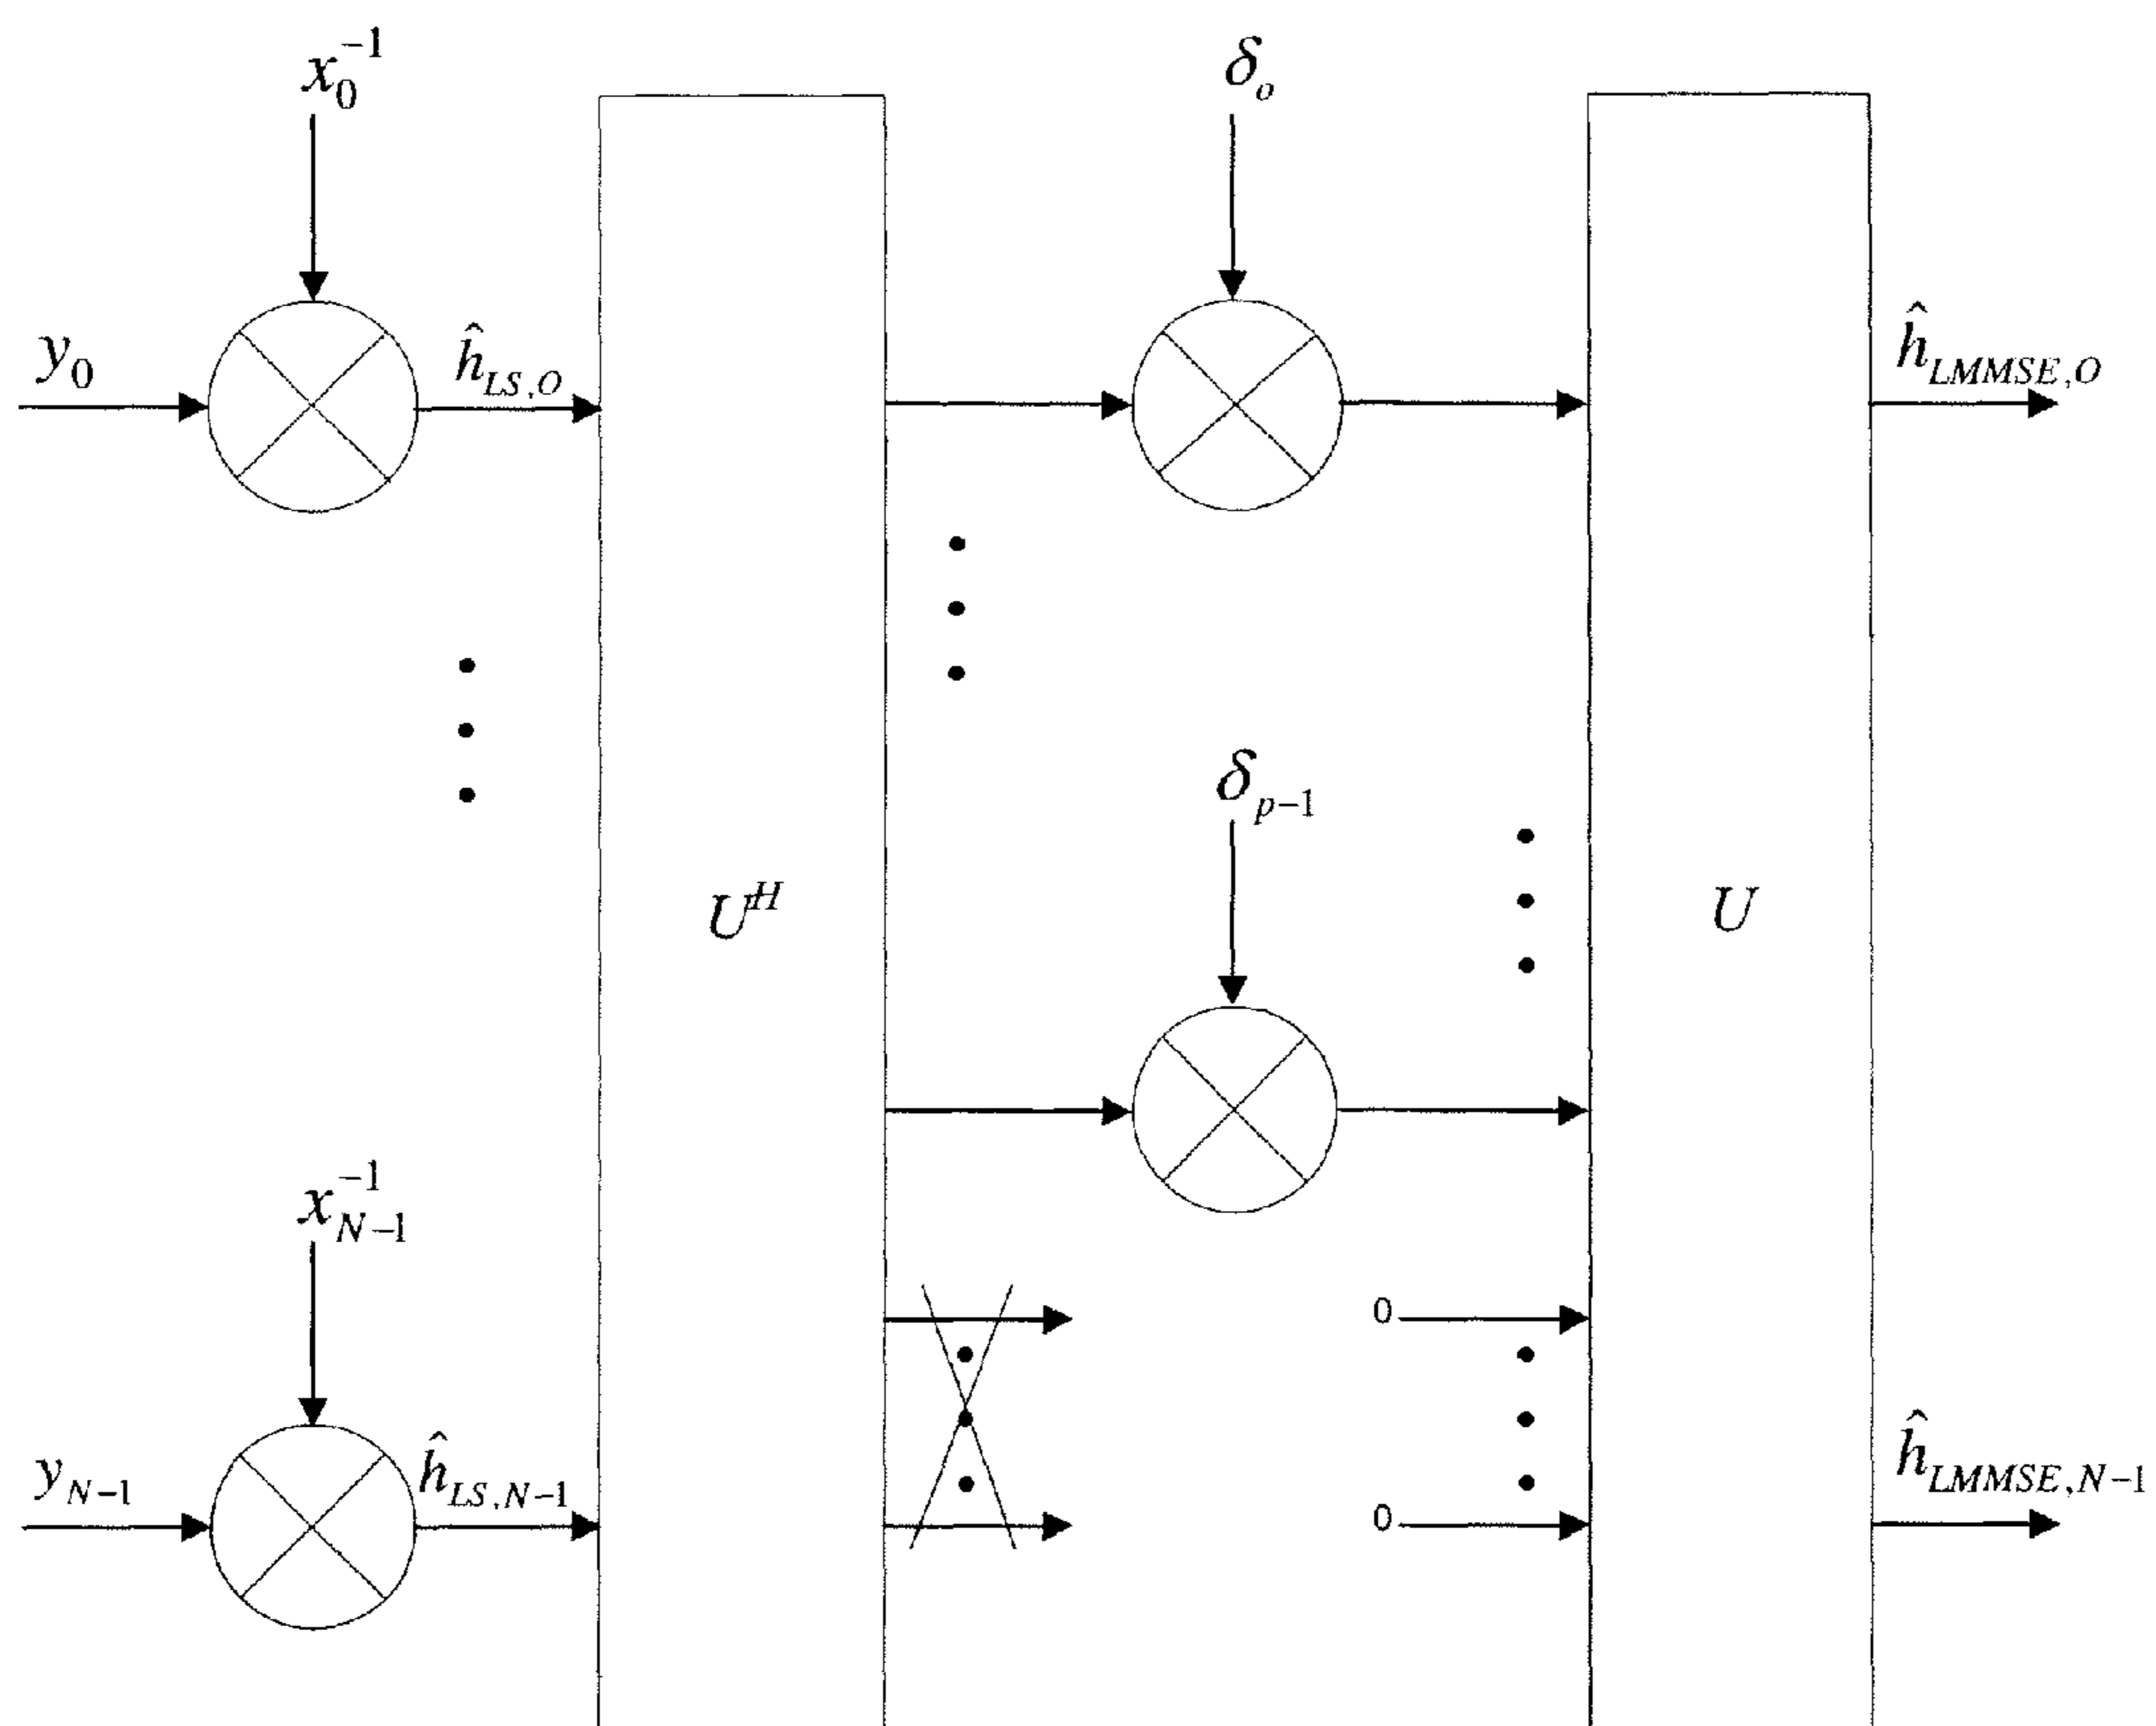 x_0^{-1}
δ_o
y_0
ĥ_{LS,O}
ĥ_{LMMSE,O}
δ_{p-1}
U^H
U
x_{N-1}^{-1}
0
y_{N-1}
ĥ_{LS,N-1}
0
ĥ_{LMMSE,N-1}